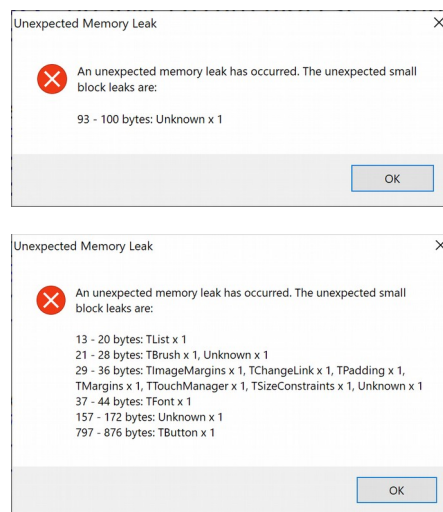 Unexpected Memory Leak
An unexpected memory leak has occurred. The unexpected small
block leaks are:
93 - 100 bytes: Unknown x 1
OK
Unexpected Memory Leak
An unexpected memory leak has occurred. The unexpected small
block leaks are:
13 - 20 bytes: TList x 1
21 - 28 bytes: TBrush x 1, Unknown x 1
29 - 36 bytes: TImageMargins x 1, TChangeLink x 1, TPadding x 1,
TMargins x 1, TTouchManager x 1, TSizeConstraints x 1, Unknown x 1
37 - 44 bytes: TFont x 1
157 - 172 bytes: Unknown x 1
797 - 876 bytes: TButton x 1
OK